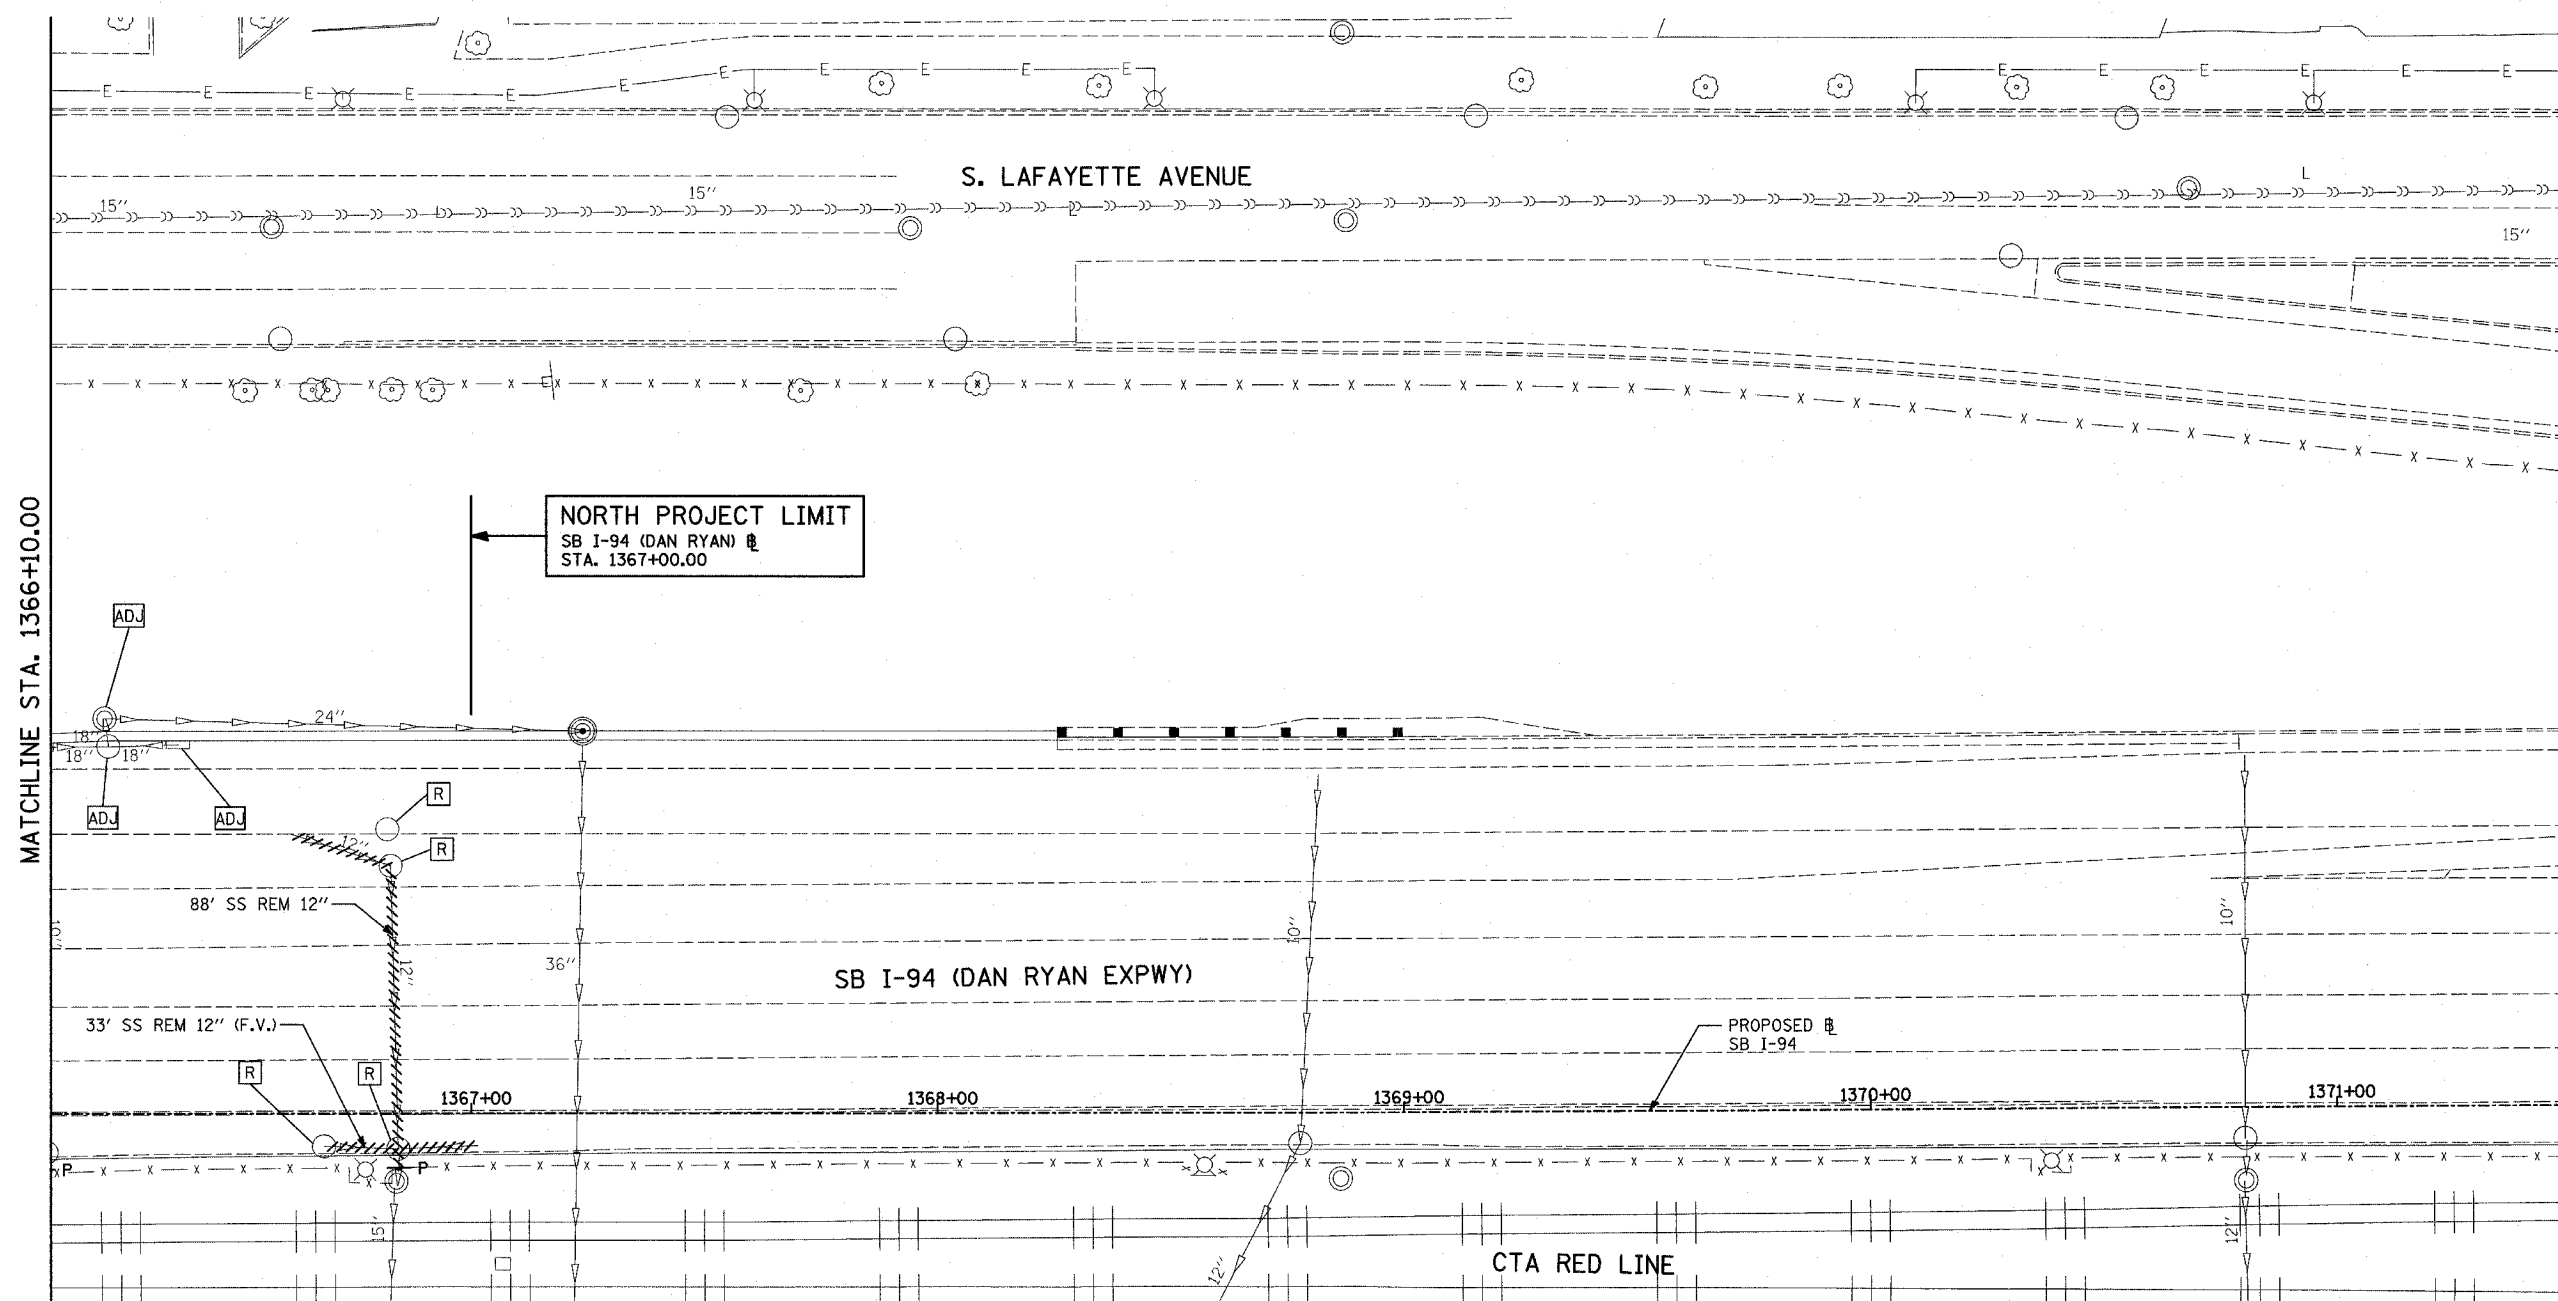 E E E E E E E E E E E E E E E E E
S. LAFAYETTE AVENUE
15''
15''
L
15''
MATCHLINE STA. 1366+10.00
NORTH PROJECT LIMIT
SB I-94 (DAN RYAN) ℄
STA. 1367+00.00
ADJ
24''
18''
18''
18''
ADJ
ADJ
R
12''
R
88' SS REM 12''
12''
36''
10''
10''
SB I-94 (DAN RYAN EXPWY)
33' SS REM 12'' (F.V.)
PROPOSED ℄
SB I-94
R
R
1367+00
1368+00
1369+00
1370+00
1371+00
P
P
15'
12''
12''
CTA RED LINE